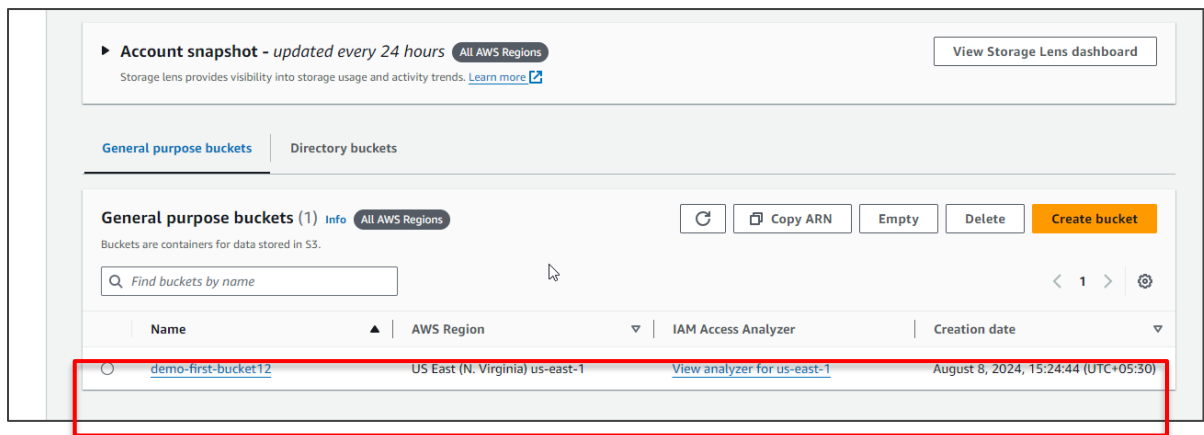 Account snapshot - updated every 24 hours All AWS Regions View Storage Lens dashboard
Storage lens provides visibility into storage usage and activity trends. Learn more
General purpose buckets Directory buckets
General purpose buckets (1) Info All AWS Regions Copy ARN Empty Delete Create bucket
Buckets are containers for data stored in S3.
Find buckets by name 1
Name AWS Region IAM Access Analyzer Creation date
demo-first-bucket12 US East (N. Virginia) us-east-1 View analyzer for us-east-1 August 8, 2024, 15:24:44 (UTC+05:30)